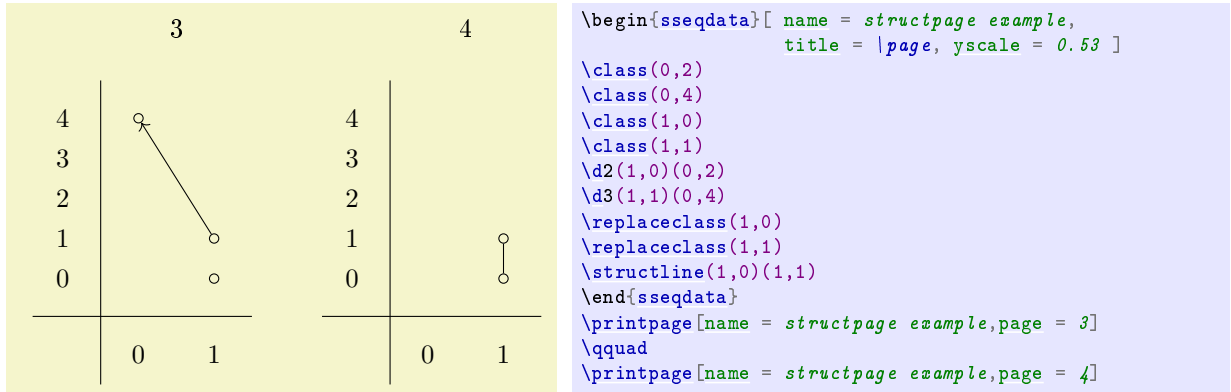 3 4
4 4
3 3
2 2
1 1
0 0
0 1 0 1
\begin{sseqdata}[ name = structpage example,
title = \page, yscale = 0.53 ]
\class(0,2)
\class(0,4)
\class(1,0)
\class(1,1)
\d2(1,0)(0,2)
\d3(1,1)(0,4)
\replaceclass(1,0)
\replaceclass(1,1)
\structline(1,0)(1,1)
\end{sseqdata}
\printpage[name = structpage example,page = 3]
\qquad
\printpage[name = structpage example,page = 4]